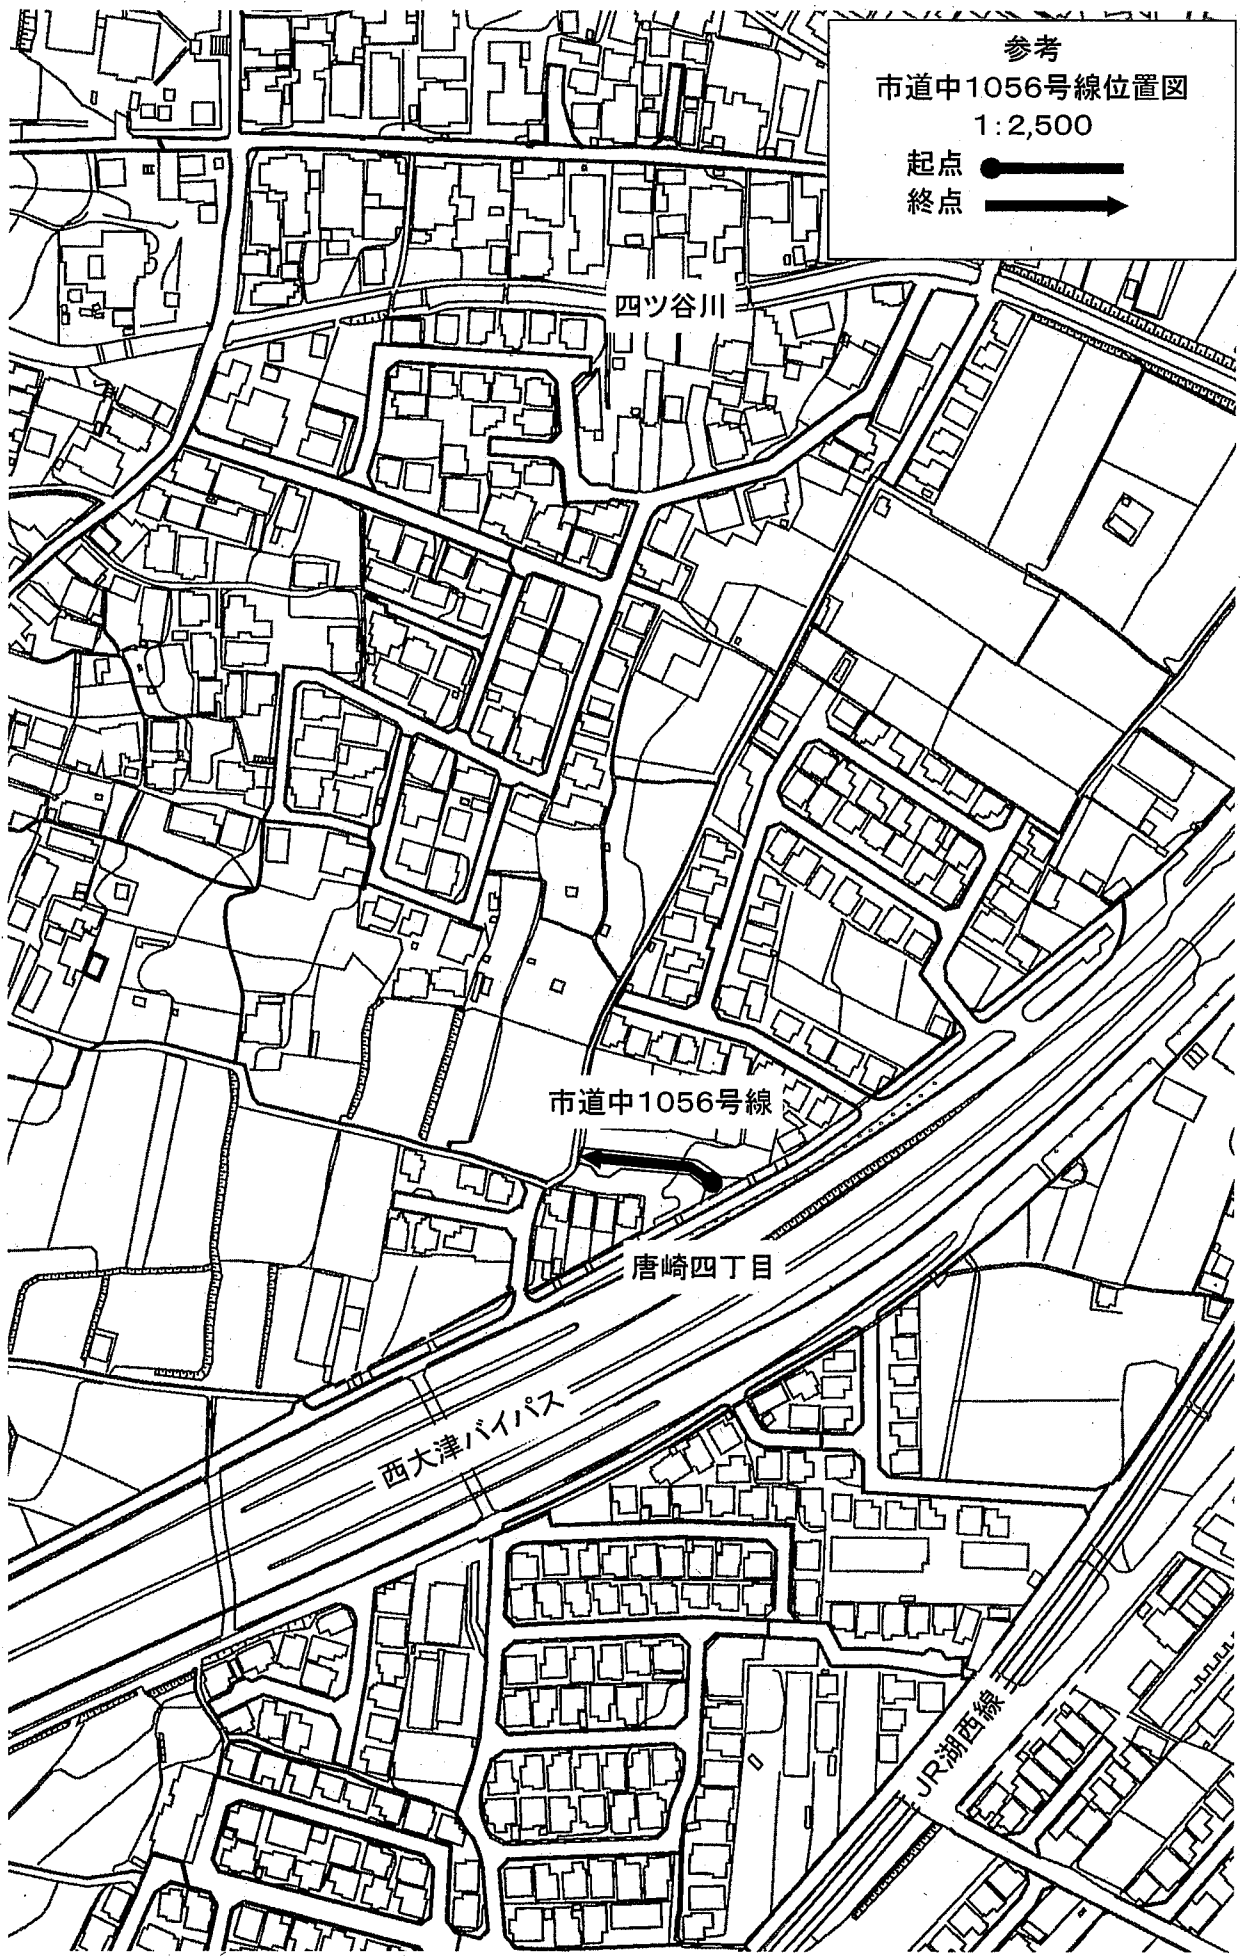 参考
市道中1056号線位置図
1:2,500
起点
終点
四ツ谷川
市道中1056号線
唐崎四丁目
西大津バイパス
JR湖西線